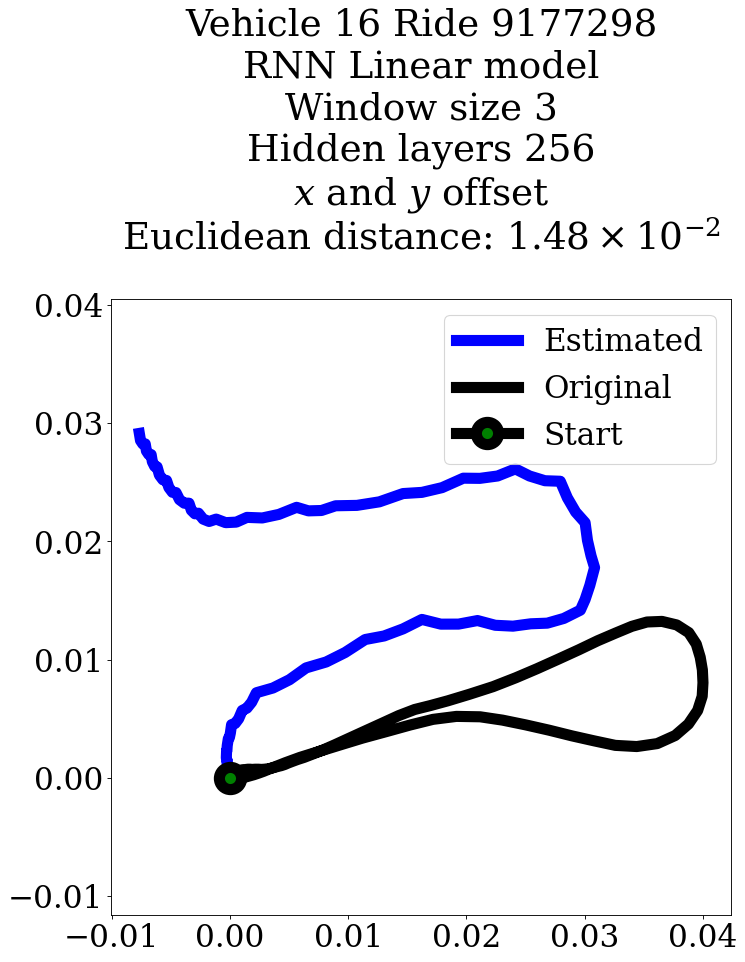 Vehicle 16 Ride 9177298
RNN Linear model
Window size 3
Hidden layers 256
x and y offset
Euclidean distance: 1.48 × 10⁻²
0.04
0.03
0.02
0.01
0.00
−0.01
Estimated
Original
Start
−0.01 0.00 0.01 0.02 0.03 0.04